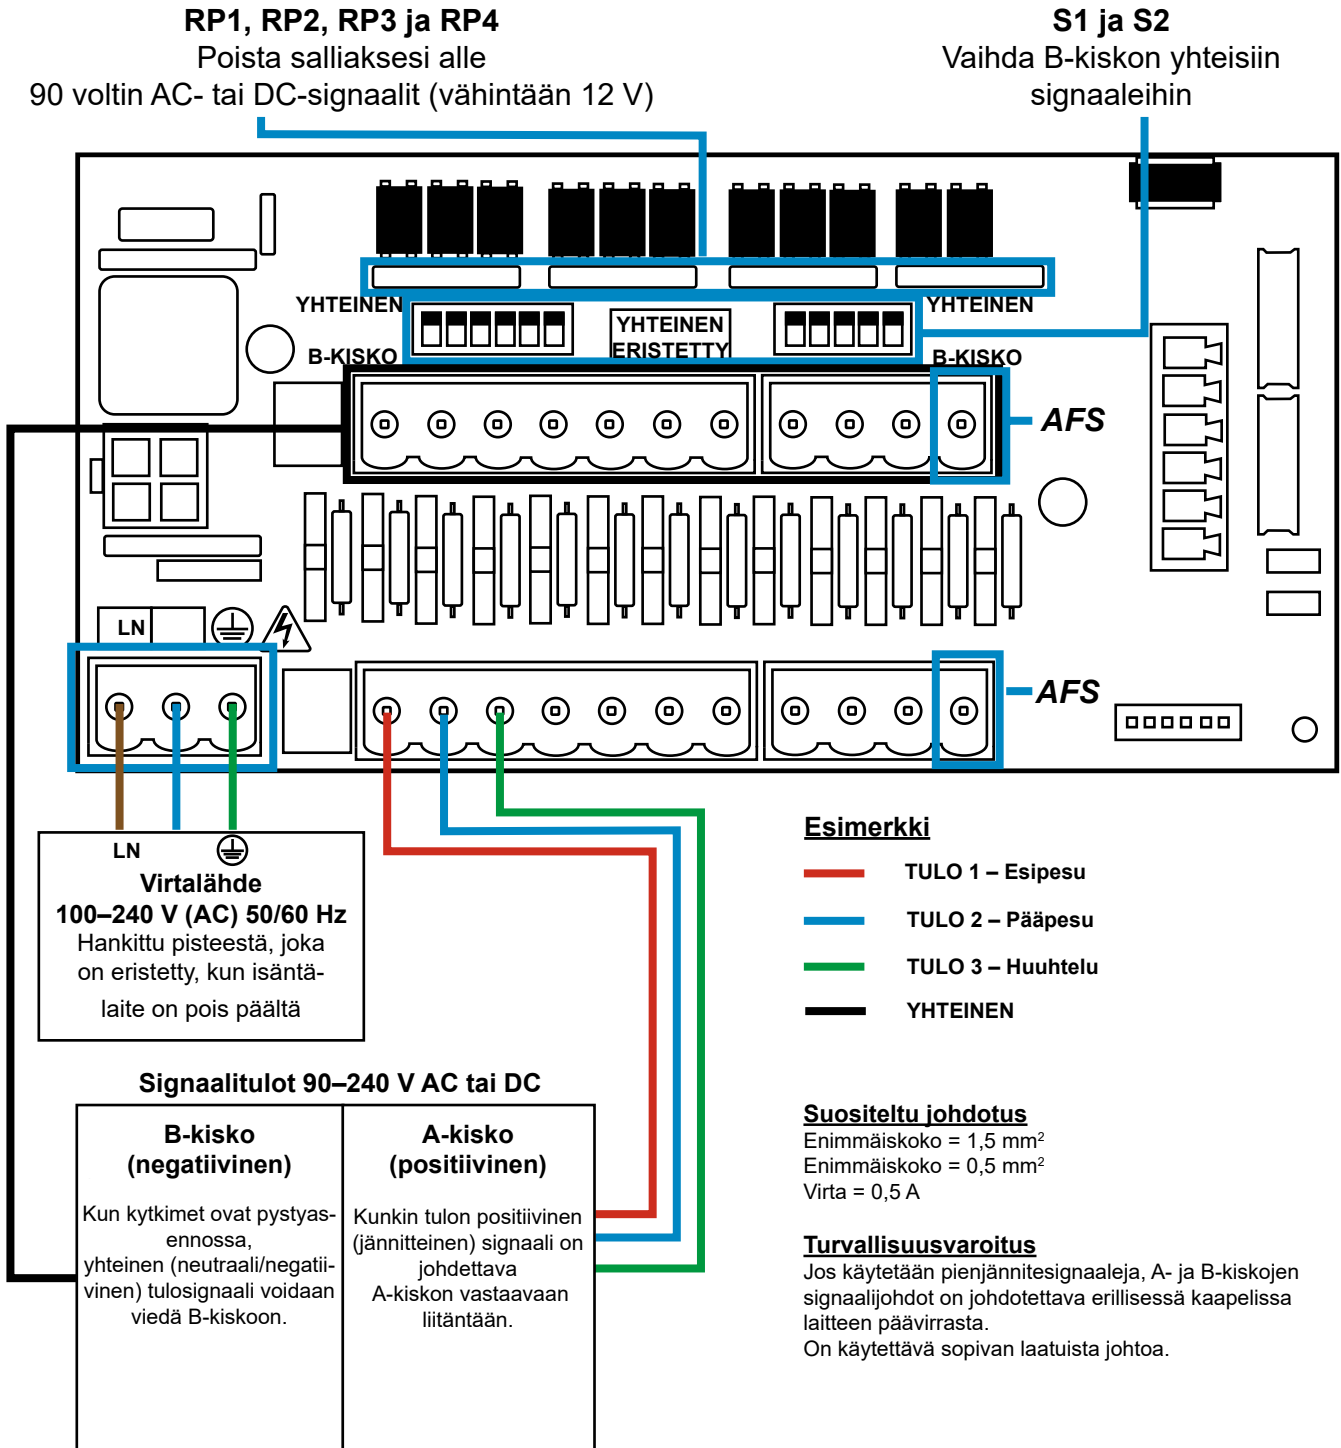 RP1, RP2, RP3 ja RP4
Poista salliaksesi alle
90 voltin AC- tai DC-signaalit (vähintään 12 V)
S1 ja S2
Vaihda B-kiskon yhteisiin
signaaleihin
YHTEINEN
YHTEINEN
YHTEINEN
ERISTETTY
B-KISKO
B-KISKO
AFS
LN
AFS
LN
Virtalähde
100–240 V (AC) 50/60 Hz
Hankittu pisteestä, joka
on eristetty, kun isäntä-
laite on pois päältä
Esimerkki
TULO 1 – Esipesu
TULO 2 – Pääpesu
TULO 3 – Huuhtelu
YHTEINEN
Signaalitulot 90–240 V AC tai DC
B-kisko
(negatiivinen)
Kun kytkimet ovat pystyas-
ennossa,
yhteinen (neutraali/negatii-
vinen) tulosignaali voidaan
viedä B-kiskoon.
A-kisko
(positiivinen)
Kunkin tulon positiivinen
(jännitteinen) signaali on
johdettava
A-kiskon vastaavaan
liitäntään.
Suositeltu johdotus
Enimmäiskoko = 1,5 mm²
Enimmäiskoko = 0,5 mm²
Virta = 0,5 A
Turvallisuusvaroitus
Jos käytetään pienjännitesignaaleja, A- ja B-kiskojen
signaalijohdot on johdotettava erillisessä kaapelissa
laitteen päävirrasta.
On käytettävä sopivan laatuista johtoa.